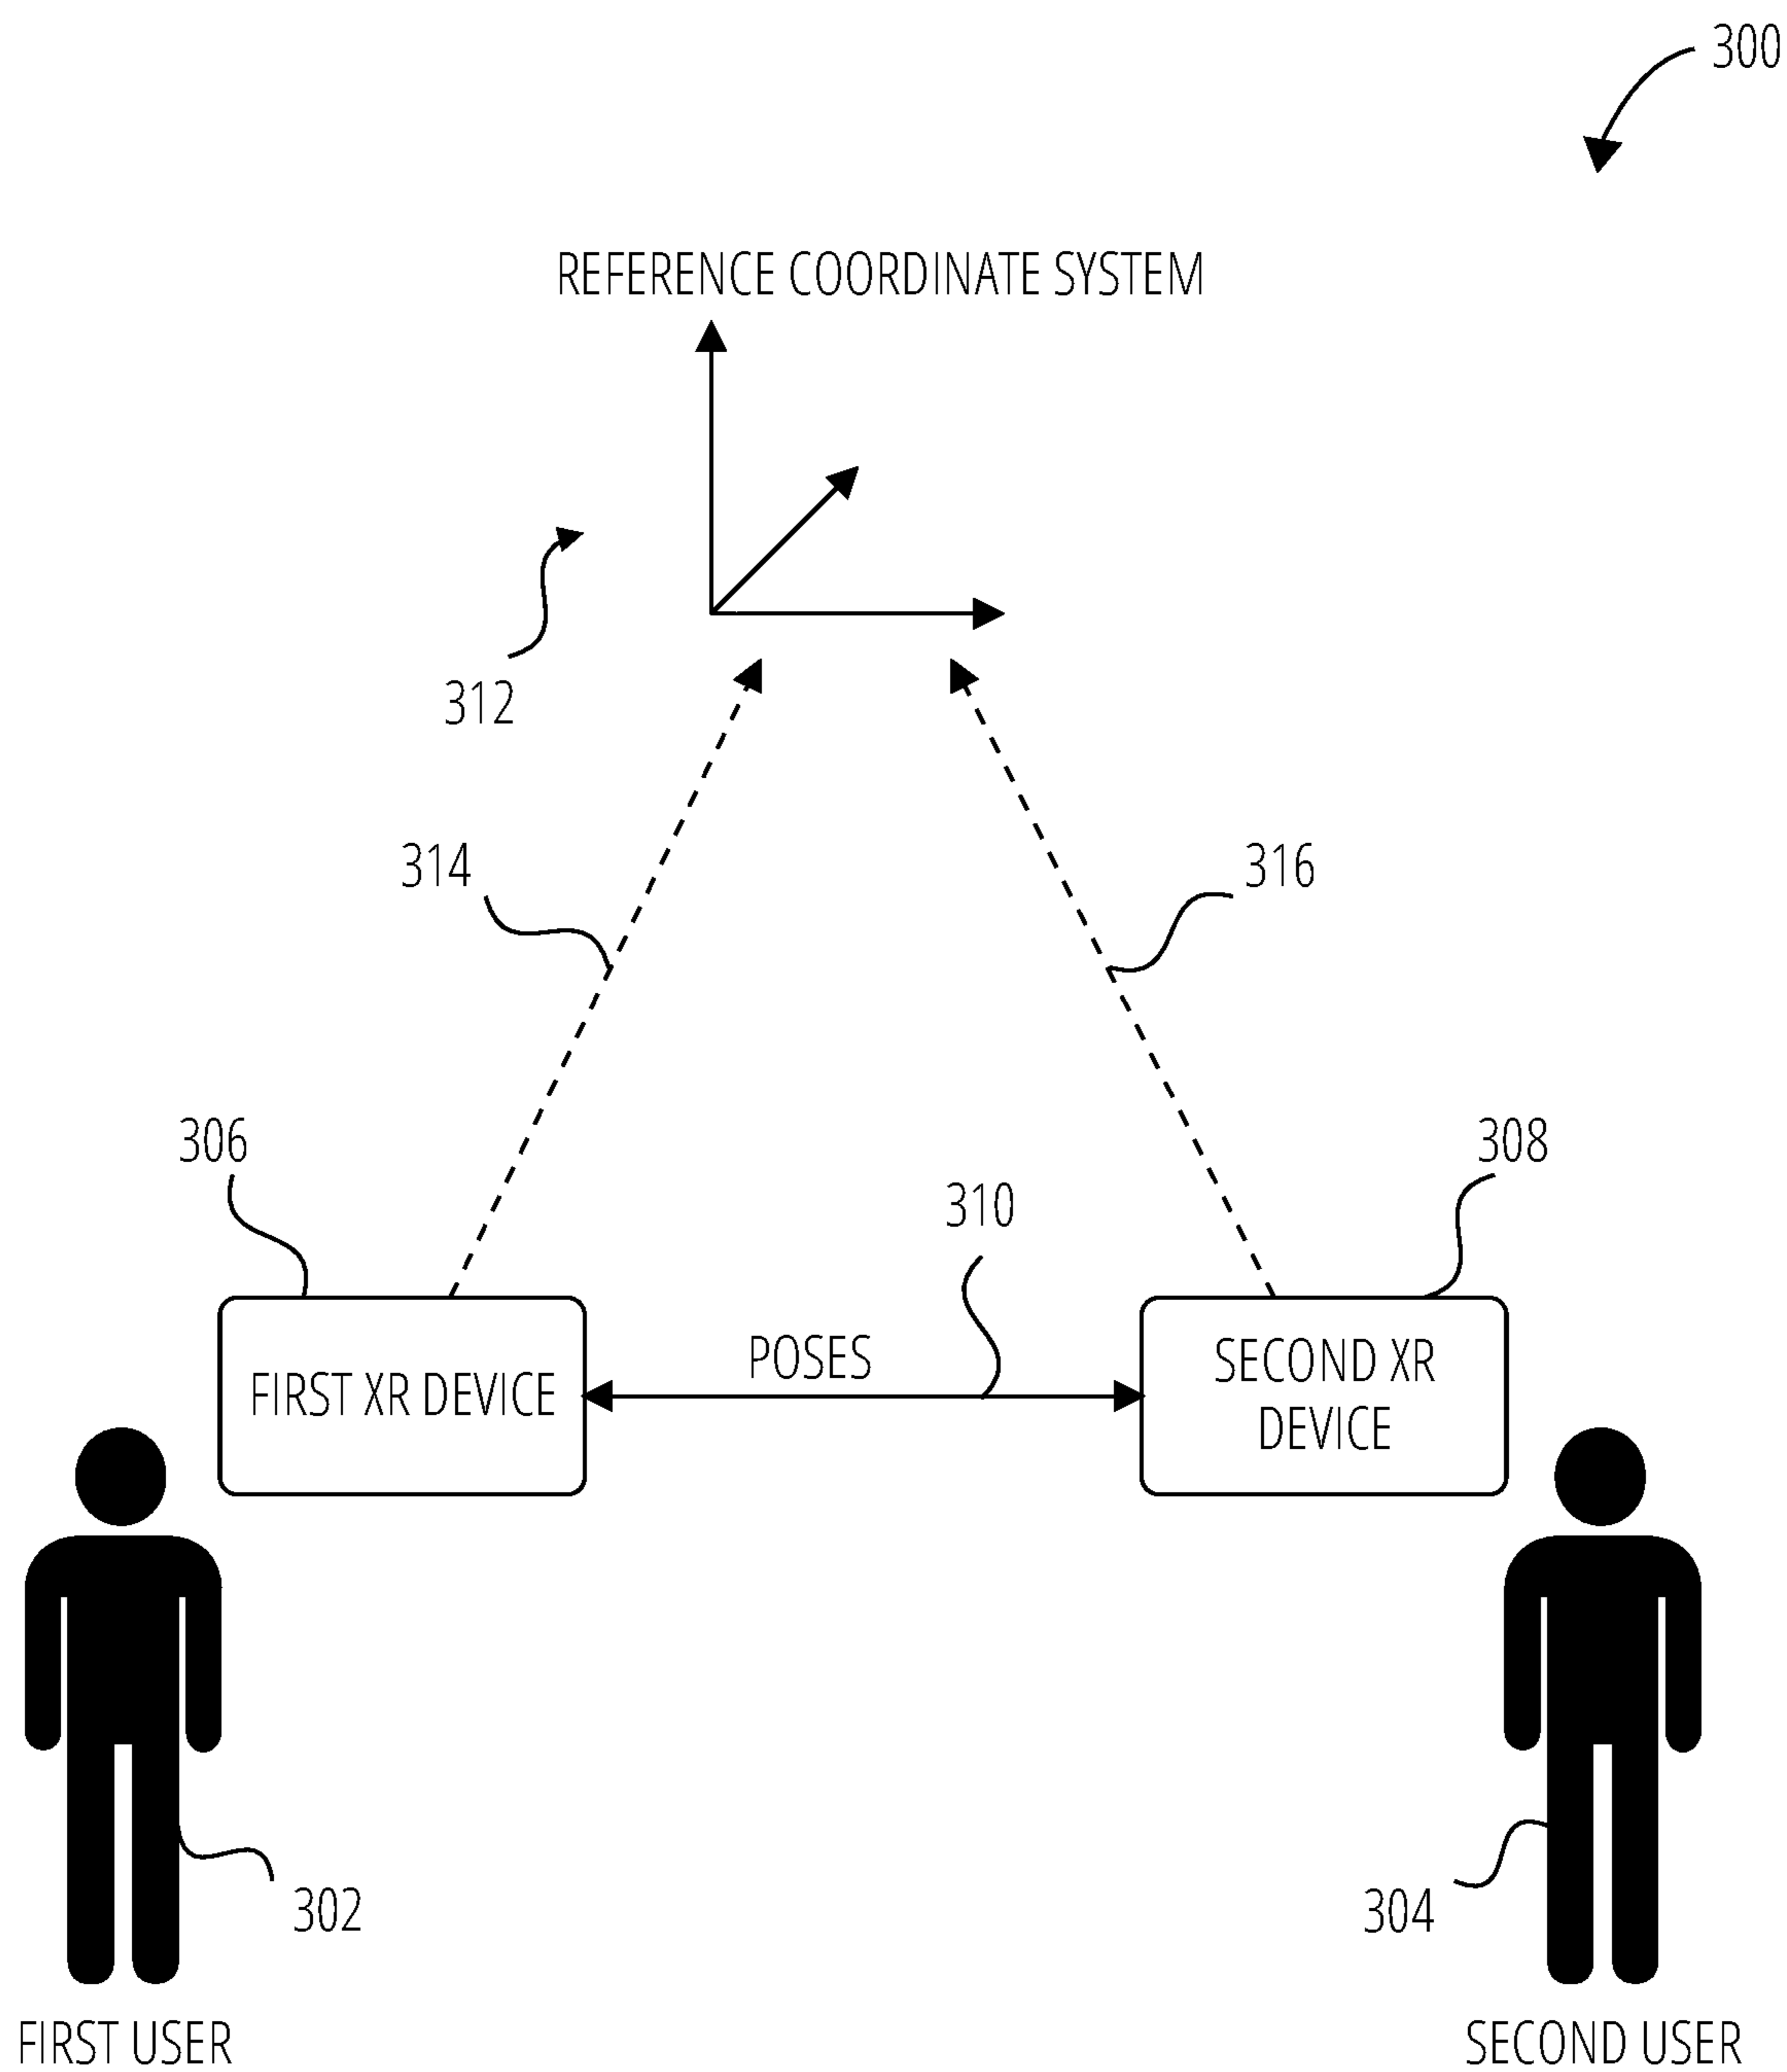 300
REFERENCE COORDINATE SYSTEM
312
314
316
306
308
310
POSES
FIRST XR DEVICE
SECOND XR
DEVICE
302
304
FIRST USER
SECOND USER